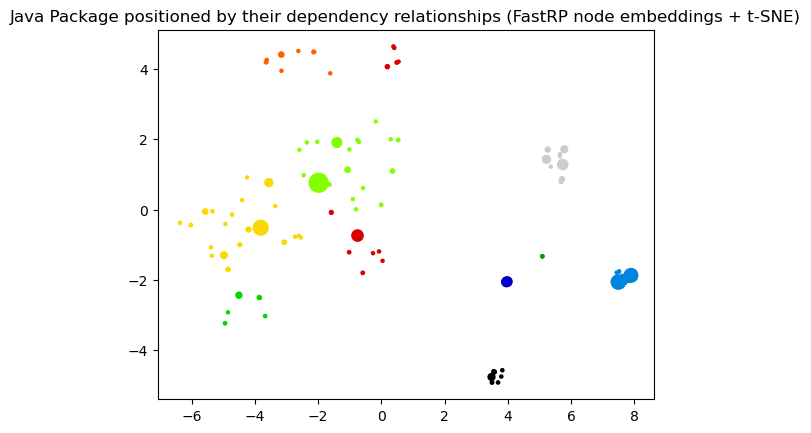 Java Package positioned by their dependency relationships (FastRP node embeddings + t-SNE)
4
2
0
−2
−4
−6 −4 −2 0 2 4 6 8